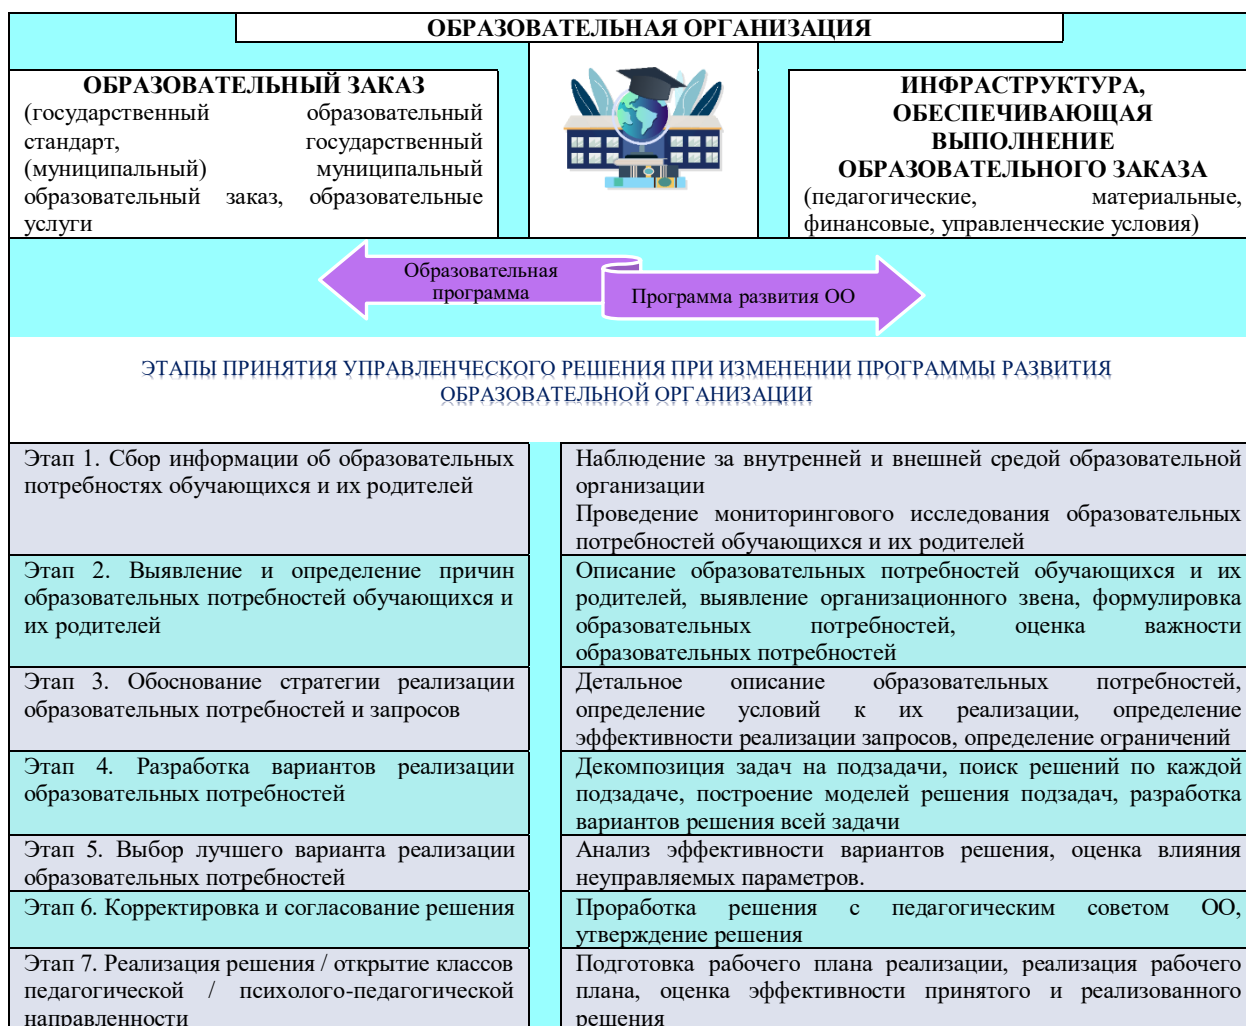 ОБРАЗОВАТЕЛЬНАЯ ОРГАНИЗАЦИЯ
ОБРАЗОВАТЕЛЬНЫЙ ЗАКАЗ
(государственный образовательный
стандарт, государственный
(муниципальный) муниципальный
образовательный заказ, образовательные
услуги
ИНФРАСТРУКТУРА,
ОБЕСПЕЧИВАЮЩАЯ
ВЫПОЛНЕНИЕ
ОБРАЗОВАТЕЛЬНОГО ЗАКАЗА
(педагогические, материальные,
финансовые, управленческие условия)
Образовательная
программа
Программа развития ОО
ЭТАПЫ ПРИНЯТИЯ УПРАВЛЕНЧЕСКОГО РЕШЕНИЯ ПРИ ИЗМЕНЕНИИ ПРОГРАММЫ РАЗВИТИЯ
ОБРАЗОВАТЕЛЬНОЙ ОРГАНИЗАЦИИ
Этап 1. Сбор информации об образовательных
потребностях обучающихся и их родителей
Наблюдение за внутренней и внешней средой образовательной
организации
Проведение мониторингового исследования образовательных
потребностей обучающихся и их родителей
Этап 2. Выявление и определение причин
образовательных потребностей обучающихся и
их родителей
Описание образовательных потребностей обучающихся и их
родителей, выявление организационного звена, формулировка
образовательных потребностей, оценка важности
образовательных потребностей
Этап 3. Обоснование стратегии реализации
образовательных потребностей и запросов
Детальное описание образовательных потребностей,
определение условий к их реализации, определение
эффективности реализации запросов, определение ограничений
Этап 4. Разработка вариантов реализации
образовательных потребностей
Декомпозиция задач на подзадачи, поиск решений по каждой
подзадаче, построение моделей решения подзадач, разработка
вариантов решения всей задачи
Этап 5. Выбор лучшего варианта реализации
образовательных потребностей
Анализ эффективности вариантов решения, оценка влияния
неуправляемых параметров.
Этап 6. Корректировка и согласование решения
Проработка решения с педагогическим советом ОО,
утверждение решения
Этап 7. Реализация решения / открытие классов
педагогической / психолого-педагогической
направленности
Подготовка рабочего плана реализации, реализация рабочего
плана, оценка эффективности принятого и реализованного
решения